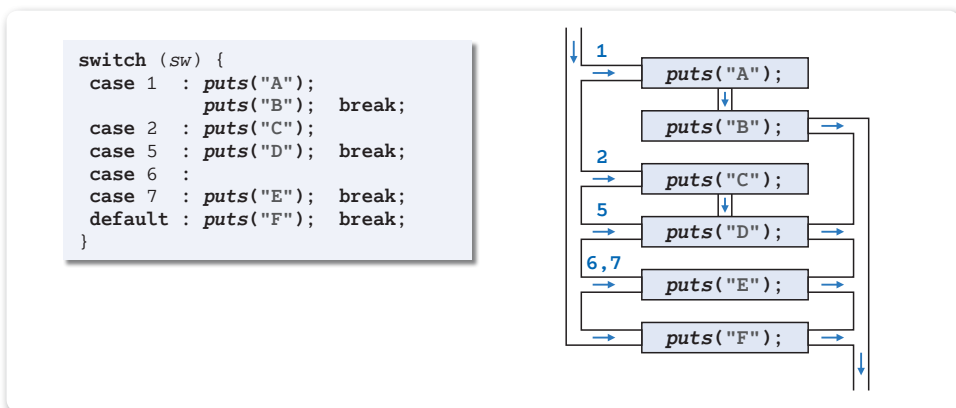 switch (sw) {
case 1 : puts("A");
puts("B"); break;
case 2 : puts("C");
case 5 : puts("D"); break;
case 6 :
case 7 : puts("E"); break;
default : puts("F"); break;
}
1
puts("A");
puts("B");
2
puts("C");
5
puts("D");
6,7
puts("E");
puts("F");